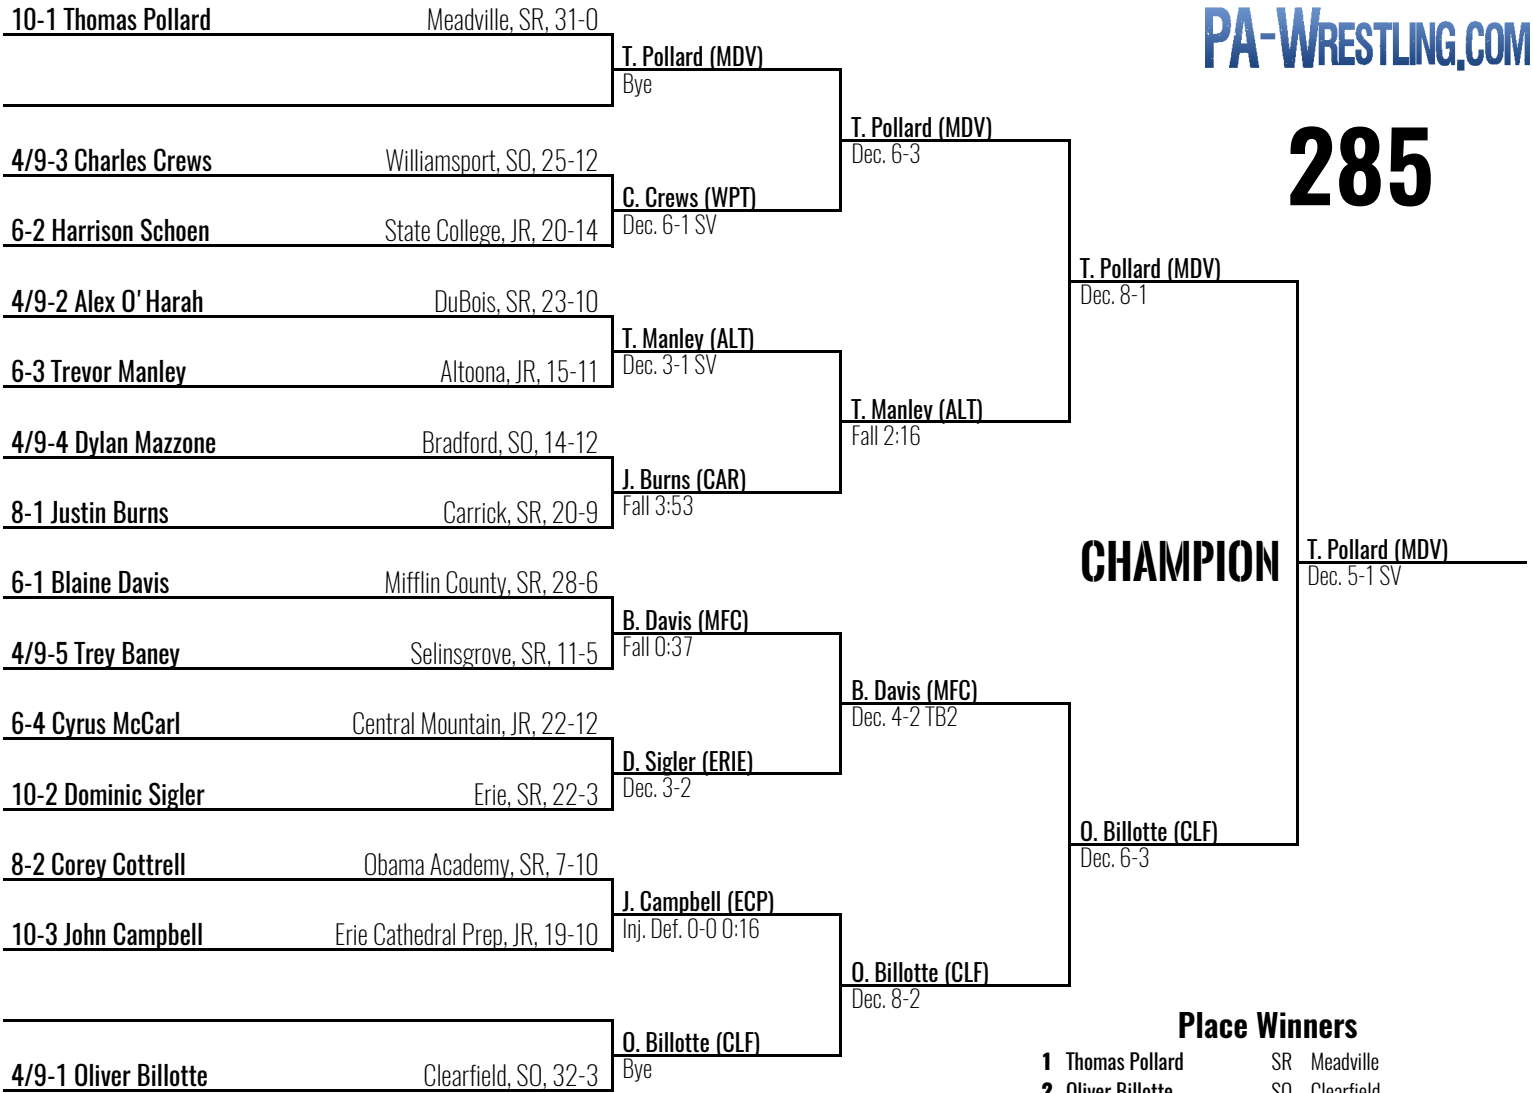 10-1 Thomas Pollard Meadville, SR, 31-0
T. Pollard (MDV)
Bye
PA-WRESTLING.COM
285
T. Pollard (MDV)
Dec. 6-3
4/9-3 Charles Crews Williamsport, SO, 25-12
C. Crews (WPT)
Dec. 6-1 SV
6-2 Harrison Schoen State College, JR, 20-14
T. Pollard (MDV)
Dec. 8-1
4/9-2 Alex O'Harah DuBois, SR, 23-10
T. Manley (ALT)
Dec. 3-1 SV
6-3 Trevor Manley Altoona, JR, 15-11
T. Manley (ALT)
Fall 2:16
4/9-4 Dylan Mazzone Bradford, SO, 14-12
J. Burns (CAR)
Fall 3:53
8-1 Justin Burns Carrick, SR, 20-9
CHAMPION
T. Pollard (MDV)
Dec. 5-1 SV
6-1 Blaine Davis Mifflin County, SR, 28-6
B. Davis (MFC)
Fall 0:37
4/9-5 Trey Baney Selinsgrove, SR, 11-5
B. Davis (MFC)
Dec. 4-2 TB2
6-4 Cyrus McCarl Central Mountain, JR, 22-12
D. Sigler (ERIE)
Dec. 3-2
10-2 Dominic Sigler Erie, SR, 22-3
O. Billotte (CLF)
Dec. 6-3
8-2 Corey Cottrell Obama Academy, SR, 7-10
J. Campbell (ECP)
Inj. Def. 0-0 0:16
10-3 John Campbell Erie Cathedral Prep, JR, 19-10
O. Billotte (CLF)
Dec. 8-2
O. Billotte (CLF)
Bye
4/9-1 Oliver Billotte Clearfield, SO, 32-3
Place Winners
1 Thomas Pollard SR Meadville
2 Oliver Billotte SO Clearfield